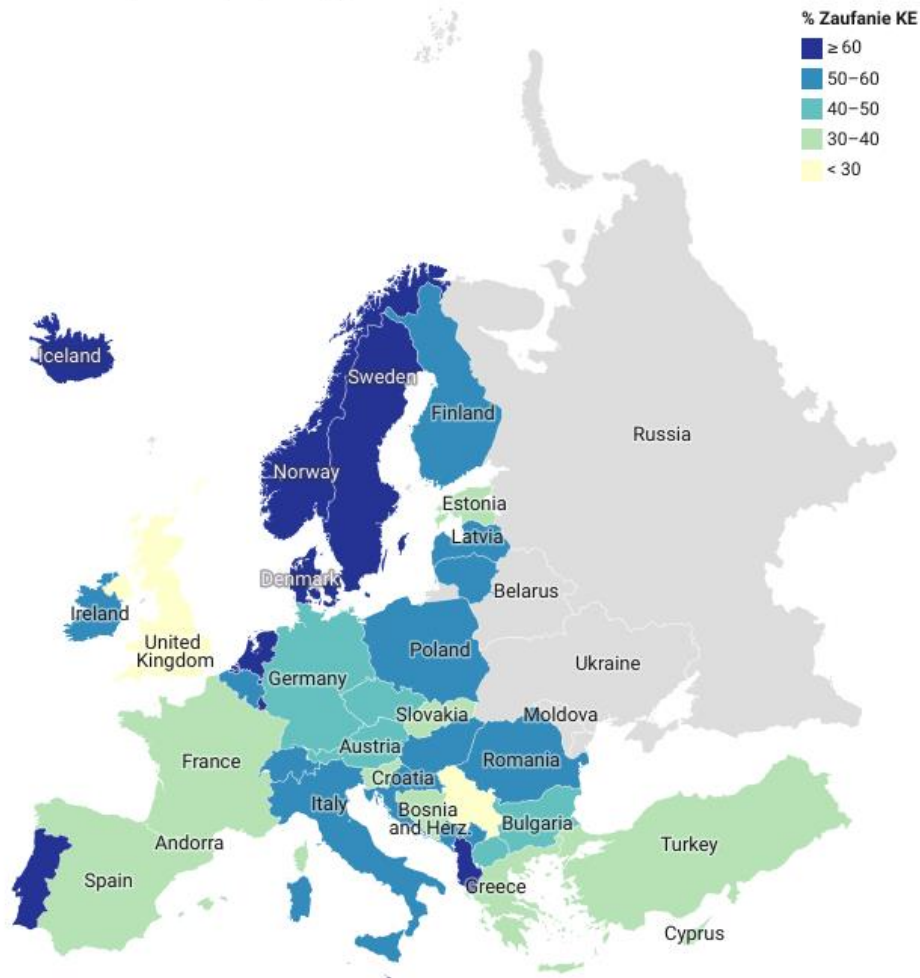 % Zaufanie KE
≥ 60
50–60
40–50
30–40
< 30
Iceland
Sweden
Finland
Russia
Norway
Estonia
Latvia
Denmark
Belarus
Ireland
United
Kingdom
Poland
Ukraine
Germany
Slovakia
Moldova
Austria
France
Romania
Croatia
Italy
Bosnia
and Herz.
Bulgaria
Andorra
Turkey
Spain
Greece
Cyprus